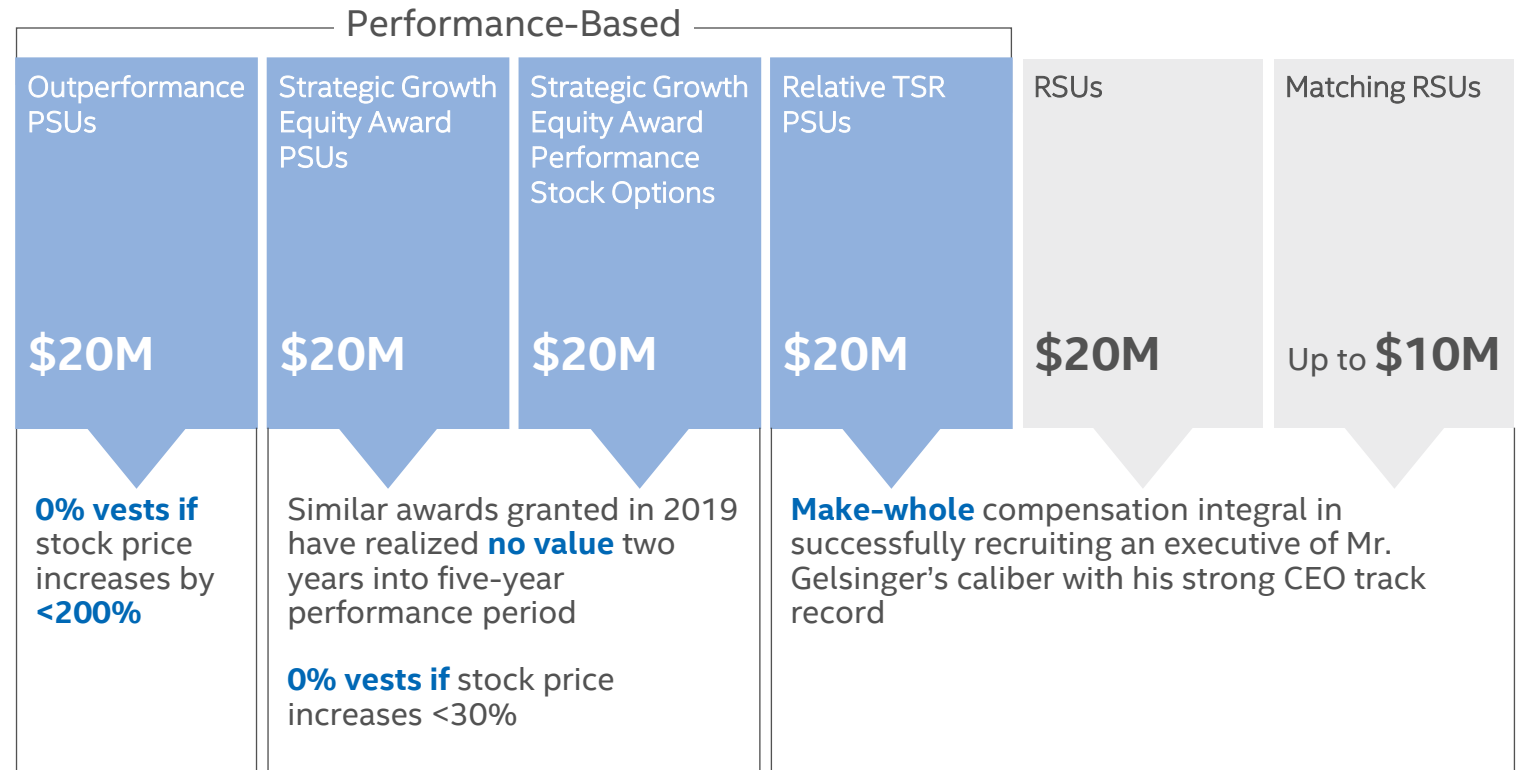 Performance-Based
Outperformance
PSUs
$20M
Strategic Growth
Equity Award
PSUs
$20M
Strategic Growth
Equity Award
Performance
Stock Options
$20M
Relative TSR
PSUs
$20M
RSUs
$20M
Matching RSUs
Up to $10M
0% vests if
stock price
increases by
<200%
Similar awards granted in 2019
have realized no value two
years into five-year
performance period
0% vests if stock price
increases <30%
Make-whole compensation integral in
successfully recruiting an executive of Mr.
Gelsinger’s caliber with his strong CEO track
record